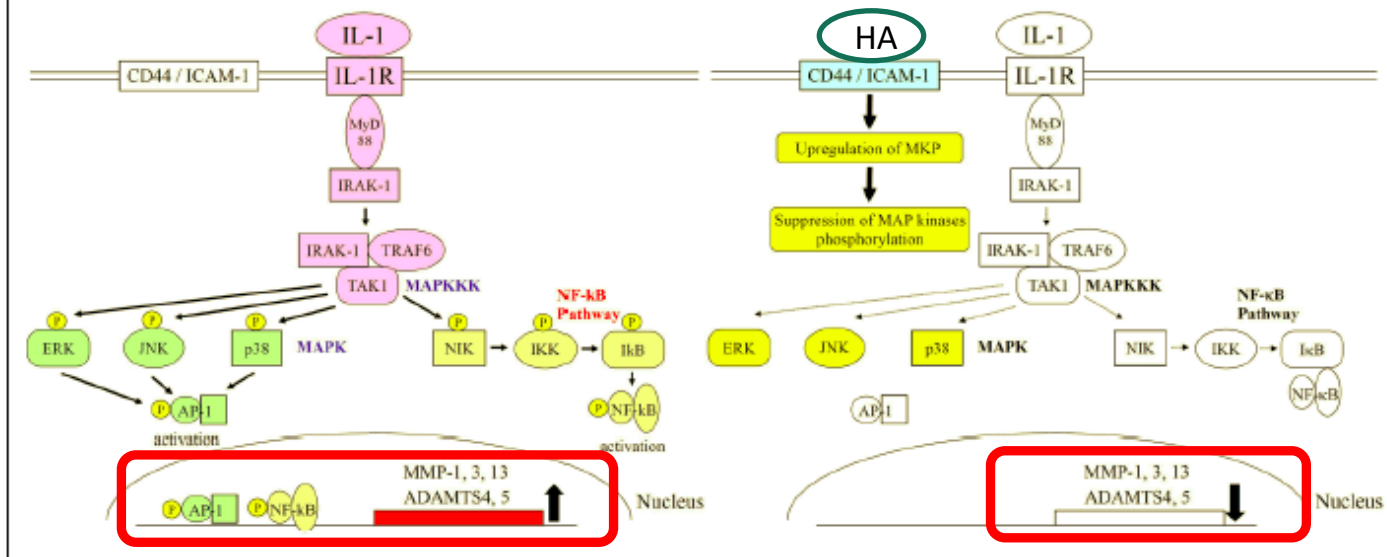 IL-1
CD44 / ICAM-1
IL-1R
MyD
88
IRAK-1
IRAK-1
TRAF6
TAK1
MAPKKK
NF-kB
Pathway
P
P
P
P
P
P
ERK
JNK
p38
MAPK
NIK
IKK
IkB
P
AP-1
P
NF-kB
activation
activation
MMP-1, 3, 13
ADAMTS4, 5
P
AP-1
P
NF-kB
Nucleus
HA
IL-1
CD44 / ICAM-1
IL-1R
MyD
88
Upregulation of MKP
IRAK-1
Suppression of MAP kinases
phosphorylation
IRAK-1
TRAF6
TAK1
MAPKKK
NF-κB
Pathway
ERK
JNK
p38
MAPK
NIK
IKK
IκB
NF-κB
AP-1
MMP-1, 3, 13
ADAMTS4, 5
Nucleus